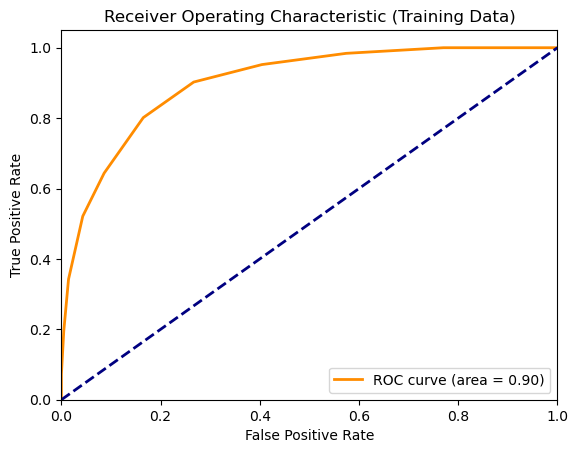 Receiver Operating Characteristic (Training Data)
1.0
0.8
0.6
0.4
0.2
0.0
True Positive Rate
ROC curve (area = 0.90)
0.0 0.2 0.4 0.6 0.8 1.0
False Positive Rate